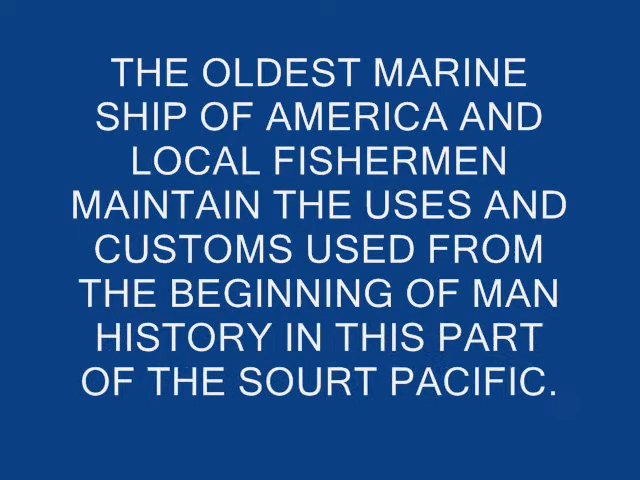 THE OLDEST MARINE
SHIP OF AMERICA AND
LOCAL FISHERMEN
MAINTAIN THE USES AND
CUSTOMS USED FROM
THE BEGINNING OF MAN
HISTORY IN THIS PART
OF THE SOURT PACIFIC.